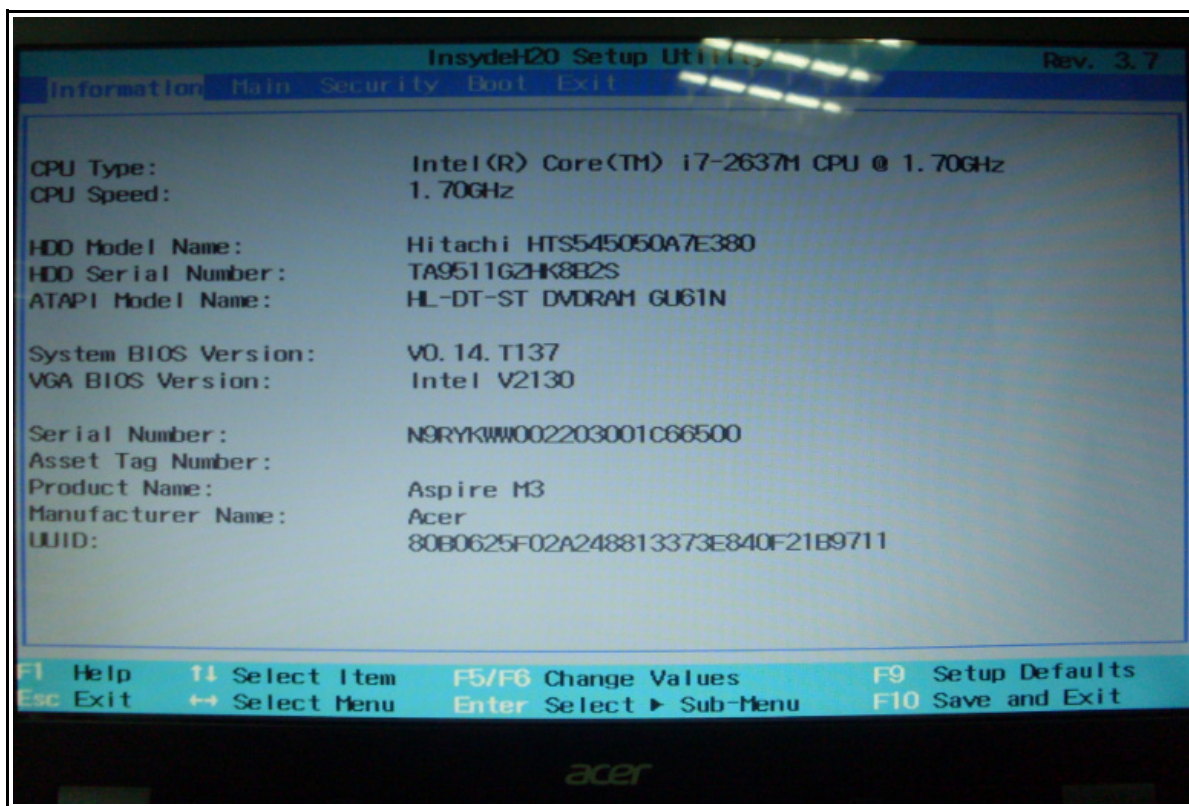 InsydeH20 Setup Utility Rev. 3.7
Information Main Security Boot Exit
CPU Type: Intel(R) Core(TM) i7-2637M CPU @ 1.70GHz
CPU Speed: 1.70GHz
HDD Model Name: Hitachi HTS545050A7E380
HDD Serial Number: TA9511GZHK8B2S
ATAPI Model Name: HL-DT-ST DVDRAM GU61N
System BIOS Version: V0.14.T137
VGA BIOS Version: Intel V2130
Serial Number: N9RYKWW002203001C66500
Asset Tag Number:
Product Name: Aspire M3
Manufacturer Name: Acer
UUID: 80B0625F02A248813373E840F21B9711
F1 Help ↑↓ Select Item F5/F6 Change Values F9 Setup Defaults
Esc Exit ↔ Select Menu Enter Select ▶ Sub-Menu F10 Save and Exit
acer